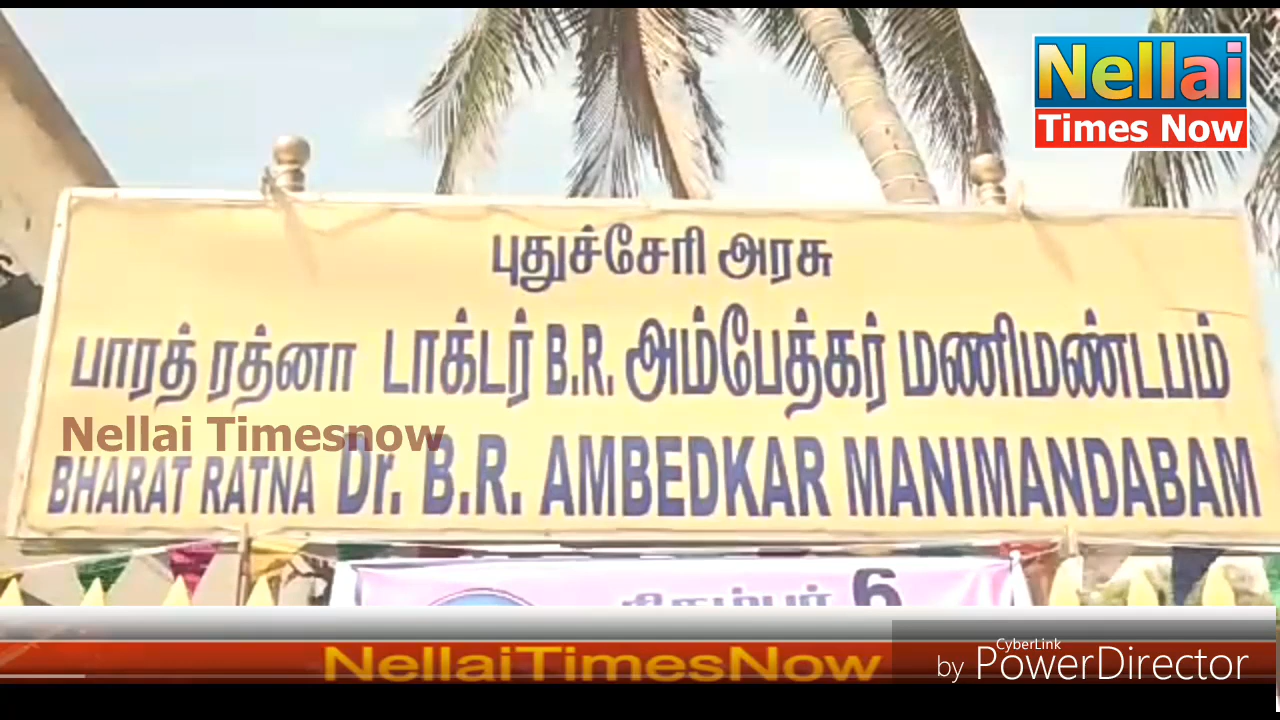 Nellai
Times Now
புதுச்சேரி அரசு
பாரத் ரத்னா டாக்டர் B.R. அம்பேத்கர் மணிமண்டபம்
Nellai Timesnow
BHARAT RATNA Dr. B.R. AMBEDKAR MANIMANDABAM
6
NellaiTimesNow
CyberLink
by PowerDirector